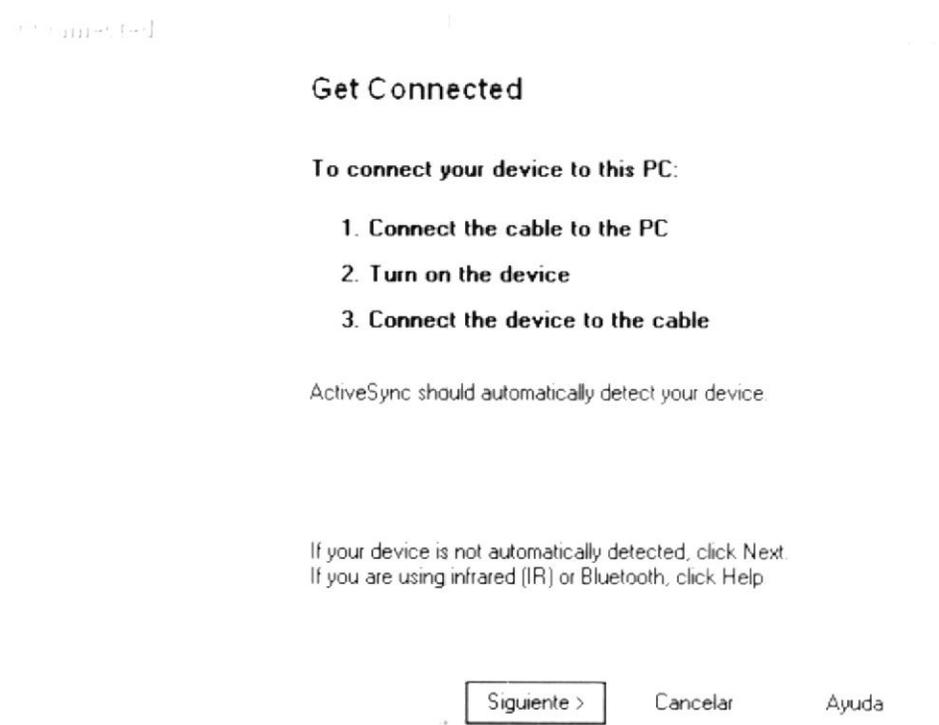 Get Connected
To connect your device to this PC:
1. Connect the cable to the PC
2. Turn on the device
3. Connect the device to the cable
ActiveSync should automatically detect your device.
If your device is not automatically detected, click Next.
If you are using infrared (IR) or Bluetooth, click Help
Siguiente >
Cancelar
Ayuda